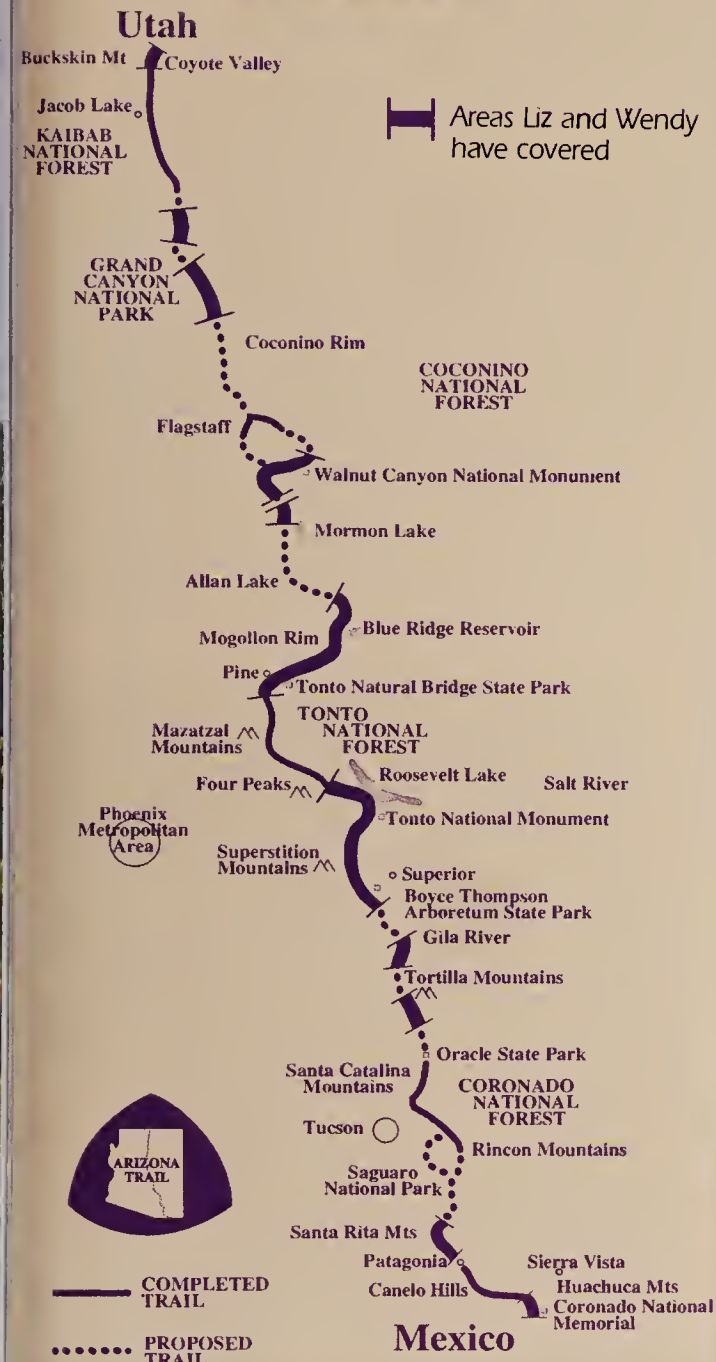 Utah
Buckskin Mt
Coyote Valley
Jacob Lake
KAIBAB
NATIONAL
FOREST
Areas Liz and Wendy
have covered
GRAND
CANYON
NATIONAL
PARK
Coconino Rim
COCONINO
NATIONAL
FOREST
Flagstaff
Walnut Canyon National Monument
Mormon Lake
Allan Lake
Blue Ridge Reservoir
Mogollon Rim
Pine
Tonto Natural Bridge State Park
TONTO
NATIONAL
FOREST
Mazatzal
Mountains
Four Peaks
Roosevelt Lake
Salt River
Phoenix
Metropolitan
Area
Tonto National Monument
Superstition
Mountains
Superior
Boyce Thompson
Arboretum State Park
Gila River
Tortilla Mountains
Oracle State Park
Santa Catalina
Mountains
CORONADO
NATIONAL
FOREST
Tucson
Rincon Mountains
Saguaro
National Park
ARIZONA
TRAIL
Santa Rita Mts
Patagonia
Sierra Vista
Canelo Hills
Huachuca Mts
Coronado National
Memorial
COMPLETED
TRAIL
Mexico
PROPOSED
TRAIL